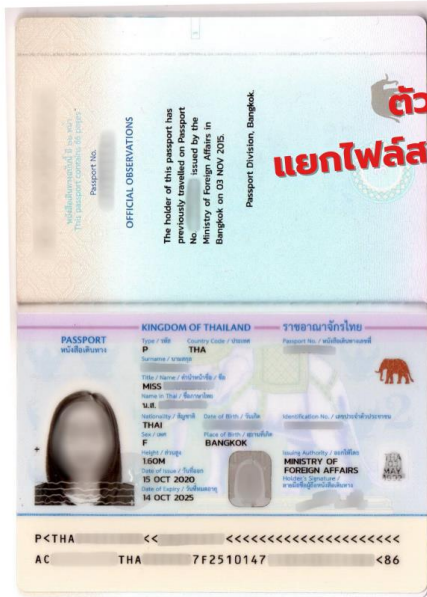 หนังสือเดินทางเล่มนี้ มี ๖๖ หน้า
This passport contains 66 pages
Passport No.
OFFICIAL OBSERVATIONS
The holder of this passport has
previously travelled on Passport
No. issued by the
Ministry of Foreign Affairs in
Bangkok on 03 NOV 2015.
Passport Division, Bangkok.
ตัว
แยกไฟล์ส
PASSPORT
หนังสือเดินทาง
KINGDOM OF THAILAND
ราชอาณาจักรไทย
Type / รหัส
Country Code / ประเทศ
Passport No. / หนังสือเดินทางเลขที่
P
THA
Surname / นามสกุล
Title / Name / คำนำหน้าชื่อ / ชื่อ
MISS
Name in Thai / ชื่อภาษาไทย
น.ส.
Nationality / สัญชาติ
Date of Birth / วันเกิด
Identification No. / เลขประจำตัวประชาชน
THAI
Sex / เพศ
Place of Birth / สถานที่เกิด
F
BANGKOK
Height / ส่วนสูง
1.60M
Issuing Authority / ออกให้โดย
MINISTRY OF
FOREIGN AFFAIRS
Date of Issue / วันที่ออก
15 OCT 2020
Date of Expiry / วันที่หมดอายุ
14 OCT 2025
Holder's Signature /
ลายมือชื่อผู้ถือหนังสือเดินทาง
MAY
P<THA << <<<<<<<<<<<<<<<<<<<<<<
AC THA 7F2510147 <86